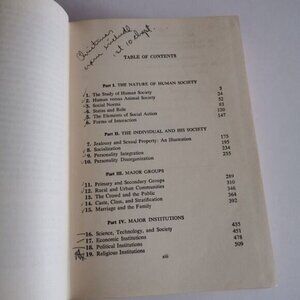 TABLE OF CONTENTS
Part I. THE NATURE OF HUMAN SOCIETY
1. The Study of Human Society 3
2. Human versus Animal Society 24
3. Social Norms 52
4. Status and Role 83
5. The Elements of Social Action 120
6. Forms of Interaction 147
Part II. THE INDIVIDUAL AND HIS SOCIETY
7. Jealousy and Sexual Property: An Illustration 175
8. Socialization 195
9. Personality Integration 234
10. Personality Disorganization 255
Part III. MAJOR GROUPS
11. Primary and Secondary Groups 289
12. Rural and Urban Communities 310
13. The Crowd and the Public 344
14. Caste, Class, and Stratification 364
15. Marriage and the Family 392
Part IV. MAJOR INSTITUTIONS
16. Science, Technology, and Society 435
17. Economic Institutions 451
18. Political Institutions 478
19. Religious Institutions 509
xiii